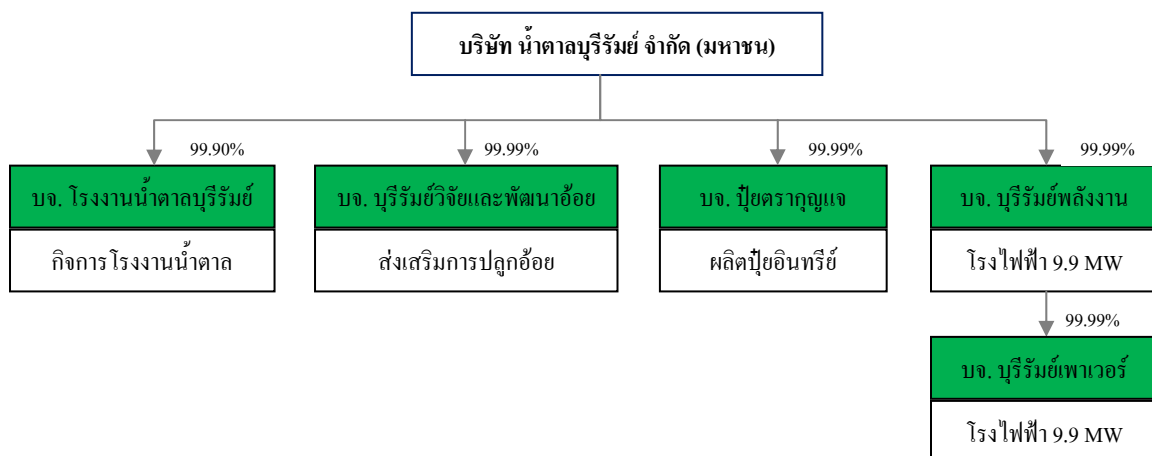 บริษัท น้ำตาลบุรีรัมย์ จำกัด (มหาชน)
99.90%
99.99%
99.99%
99.99%
บจ. โรงงานน้ำตาลบุรีรัมย์
บจ. บุรีรัมย์วิจัยและพัฒนาอ้อย
บจ. ปุ๋ยตรากุญแจ
บจ. บุรีรัมย์พลังงาน
กิจการโรงงานน้ำตาล
ส่งเสริมการปลูกอ้อย
ผลิตปุ๋ยอินทรีย์
โรงไฟฟ้า 9.9 MW
99.99%
บจ. บุรีรัมย์เพาเวอร์
โรงไฟฟ้า 9.9 MW